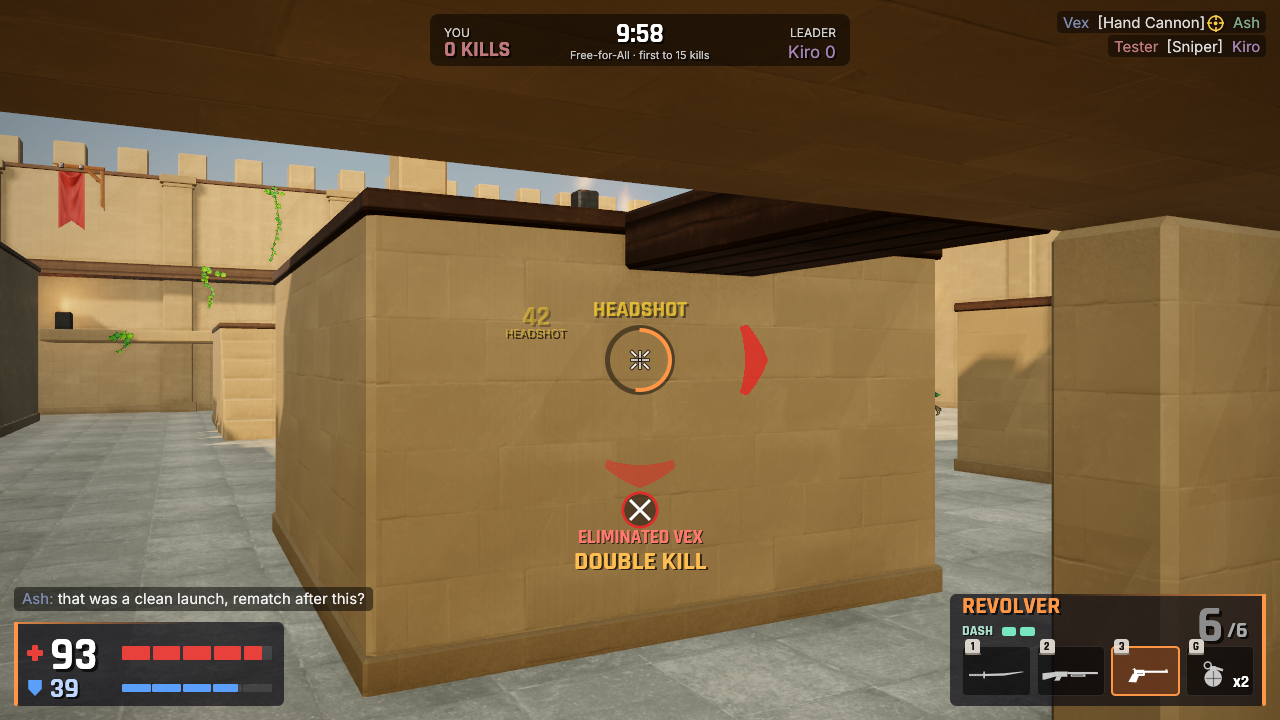 YOU
0 KILLS
9:58
Free-for-All · first to 15 kills
LEADER
Kiro 0
Vex [Hand Cannon] Ash
Tester [Sniper] Kiro
42
HEADSHOT
HEADSHOT
ELIMINATED VEX
DOUBLE KILL
Ash: that was a clean launch, rematch after this?
93
39
REVOLVER
DASH
6/6
1
2
3
G
x2